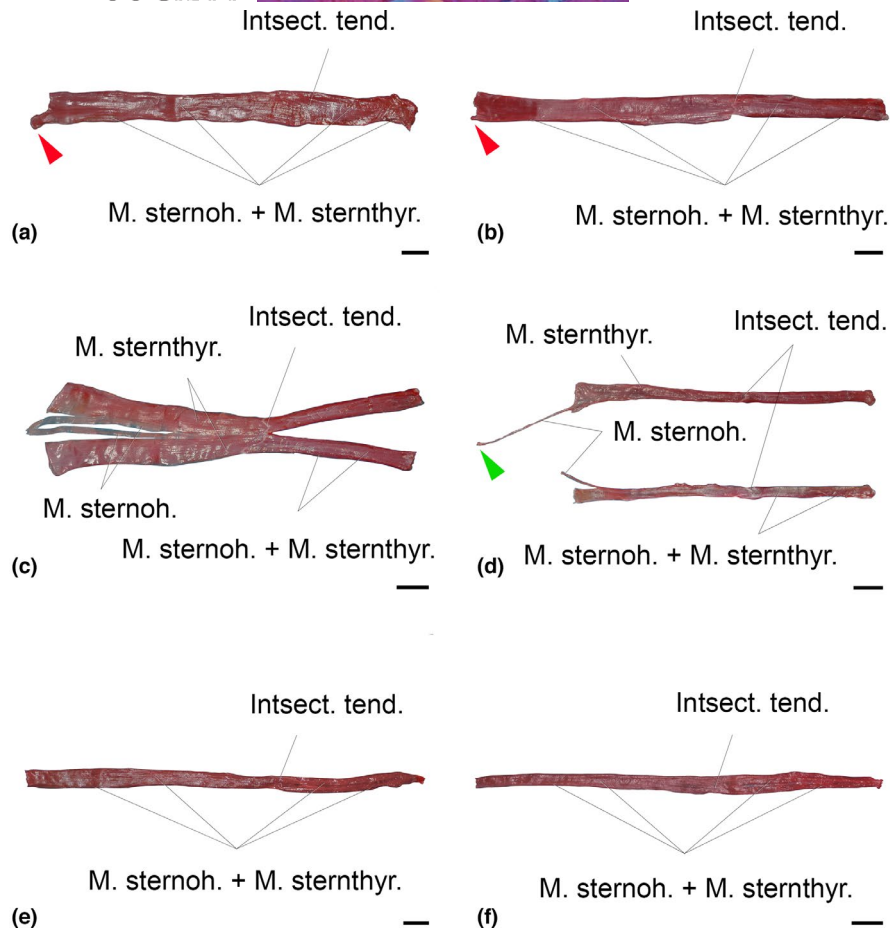 Intsect. tend.
M. sternoh. + M. sternthyr.
(a)
Intsect. tend.
M. sternoh. + M. sternthyr.
(b)
Intsect. tend.
M. sternthyr.
M. sternoh.
M. sternoh. + M. sternthyr.
(c)
Intsect. tend.
M. sternthyr.
M. sternoh.
M. sternoh. + M. sternthyr.
(d)
Intsect. tend.
M. sternoh. + M. sternthyr.
(e)
Intsect. tend.
M. sternoh. + M. sternthyr.
(f)